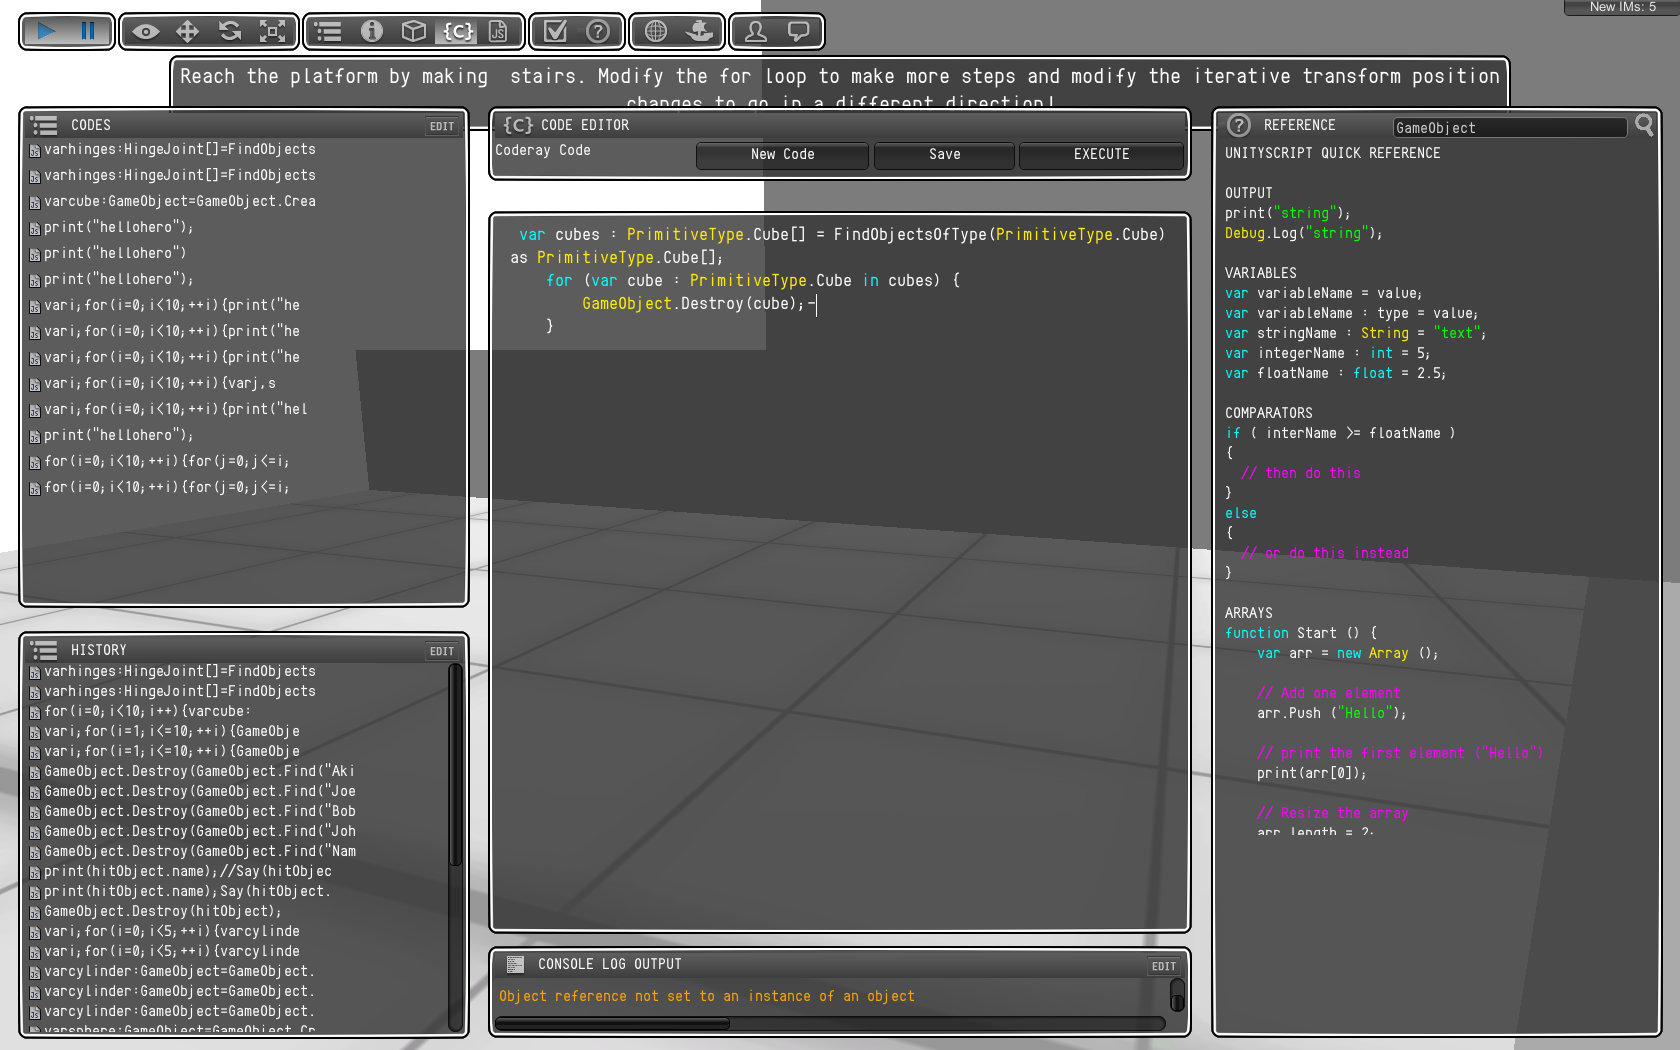 New IMs: 5
{C}
JS
Reach the platform by making  stairs. Modify the for loop to make more steps and modify the iterative transform position
changes to go in a different direction!
CODES
EDIT
varhinges:HingeJoint[]=FindObjects
varhinges:HingeJoint[]=FindObjects
varcube:GameObject=GameObject.Crea
print("hellohero");
print("hellohero")
print("hellohero");
vari;for(i=0;i<10;++i){print("he
vari;for(i=0;i<10;++i){print("he
vari;for(i=0;i<10;++i){print("he
vari;for(i=0;i<10;++i){varj,s
vari;for(i=0;i<10;++i){print("hel
print("hellohero");
for(i=0;i<10;++i){for(j=0;j<=i;
for(i=0;i<10;++i){for(j=0;j<=i;
HISTORY
EDIT
varhinges:HingeJoint[]=FindObjects
varhinges:HingeJoint[]=FindObjects
for(i=0;i<10;i++){varcube:
vari;for(i=1;i<=10;++i){GameObje
vari;for(i=1;i<=10;++i){GameObje
GameObject.Destroy(GameObject.Find("Aki
GameObject.Destroy(GameObject.Find("Joe
GameObject.Destroy(GameObject.Find("Bob
GameObject.Destroy(GameObject.Find("Joh
GameObject.Destroy(GameObject.Find("Nam
print(hitObject.name);//Say(hitObjec
print(hitObject.name);Say(hitObject.
GameObject.Destroy(hitObject);
vari;for(i=0;i<5;++i){varcylinde
vari;for(i=0;i<5;++i){varcylinde
varcylinder:GameObject=GameObject.
varcylinder:GameObject=GameObject.
varcylinder:GameObject=GameObject.
varsphere:GameObject=GameObject.Cr
{C} CODE EDITOR
Coderay Code
New Code
Save
EXECUTE
var cubes : PrimitiveType.Cube[] = FindObjectsOfType(PrimitiveType.Cube)
as PrimitiveType.Cube[];
for (var cube : PrimitiveType.Cube in cubes) {
GameObject.Destroy(cube);-
}
CONSOLE LOG OUTPUT
EDIT
Object reference not set to an instance of an object
REFERENCE
GameObject
UNITYSCRIPT QUICK REFERENCE
OUTPUT
print("string");
Debug.Log("string");
VARIABLES
var variableName = value;
var variableName : type = value;
var stringName : String = "text";
var integerName : int = 5;
var floatName : float = 2.5;
COMPARATORS
if ( interName >= floatName )
{
// then do this
}
else
{
// or do this instead
}
ARRAYS
function Start () {
var arr = new Array ();
// Add one element
arr.Push ("Hello");
// print the first element ("Hello")
print(arr[0]);
// Resize the array
arr.length = 2;